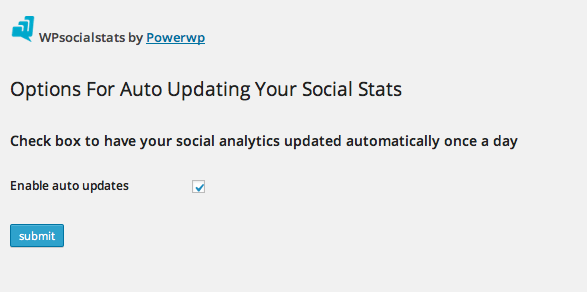 WPsocialstats by Powerwp
Options For Auto Updating Your Social Stats
Check box to have your social analytics updated automatically once a day
Enable auto updates
submit